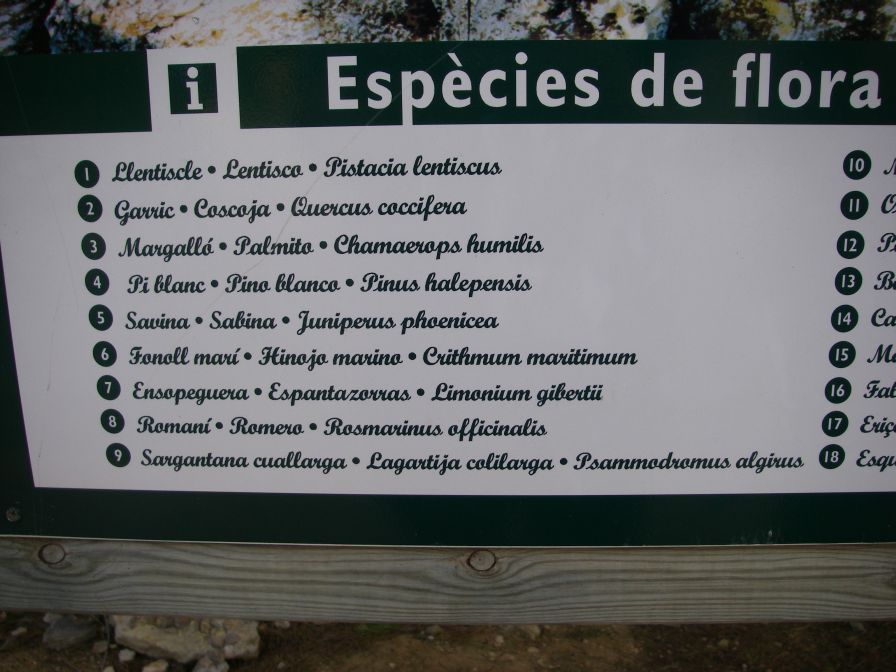 i Espècies de flora
1 Llentiscle • Lentisco • Pistacia lentiscus
2 Garric • Coscoja • Quercus coccifera
3 Margalló • Palmito • Chamaerops humilis
4 Pi blanc • Pino blanco • Pinus halepensis
5 Savina • Sabina • Juniperus phoenicea
6 Fonoll marí • Hinojo marino • Crithmum maritimum
7 Ensopeguera • Espantazorras • Limonium gibertii
8 Romaní • Romero • Rosmarinus officinalis
9 Sargantana cuallarga • Lagartija colilarga • Psammodromus algirus
10
11
12
13
14
15
16
17
18